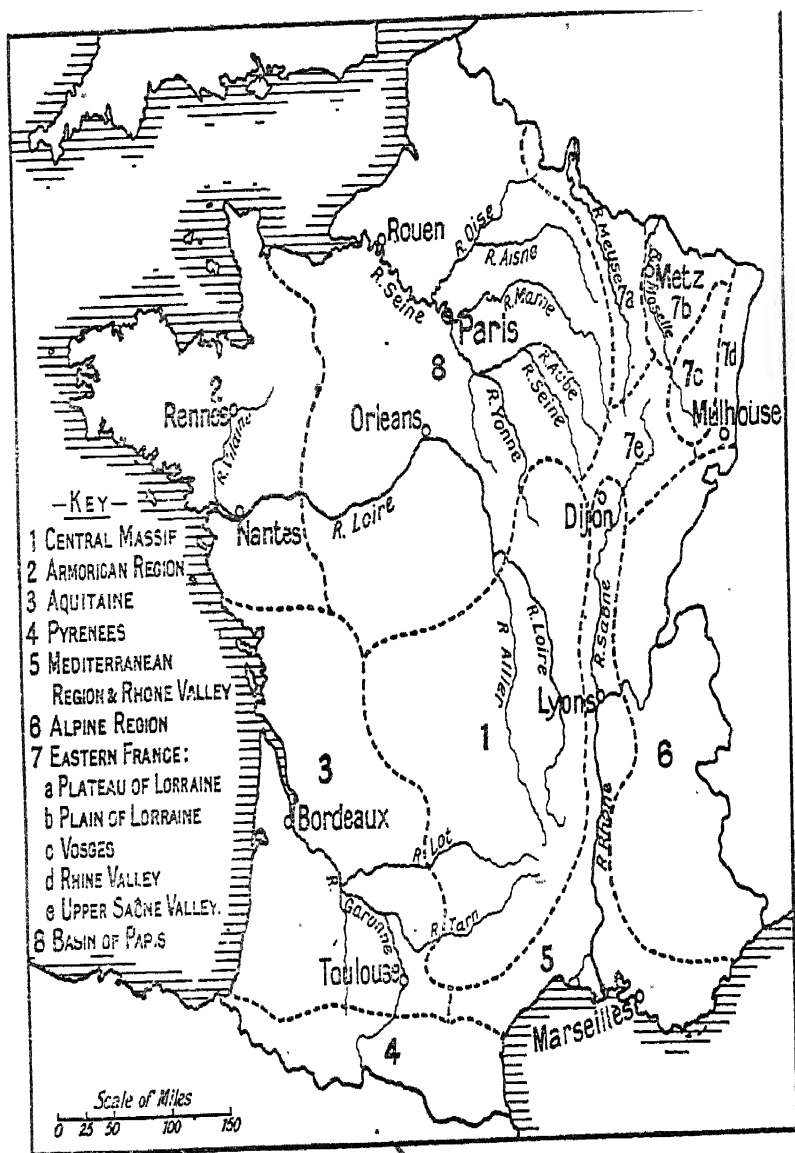 Rouen
R. Oise
R. Aisne
R. Meuse
R. Seine
R. Marne
7a
Metz
R. Moselle
7b
Paris
8
7d
7c
R. Aube
R. Seine
2
Rennes
R. Vilaine
Orleans
R. Yonne
Mulhouse
7e
Nantes
R. Loire
Dijon
—KEY—
1 CENTRAL MASSIF
2 ARMORICAN REGION
3 AQUITAINE
4 PYRENEES
5 MEDITERRANEAN
REGION & RHONE VALLEY
6 ALPINE REGION
7 EASTERN FRANCE:
a PLATEAU OF LORRAINE
b PLAIN OF LORRAINE
c VOSGES
d RHINE VALLEY
e UPPER SAÔNE VALLEY.
8 BASIN OF PARIS
R. Saône
R. Loire
R. Allier
Lyons
1
6
3
Bordeaux
R. Rhone
R. Lot
R. Garonne
R. Tarn
Toulouse
5
Marseilles
4
Scale of Miles
0 25 50 100 150